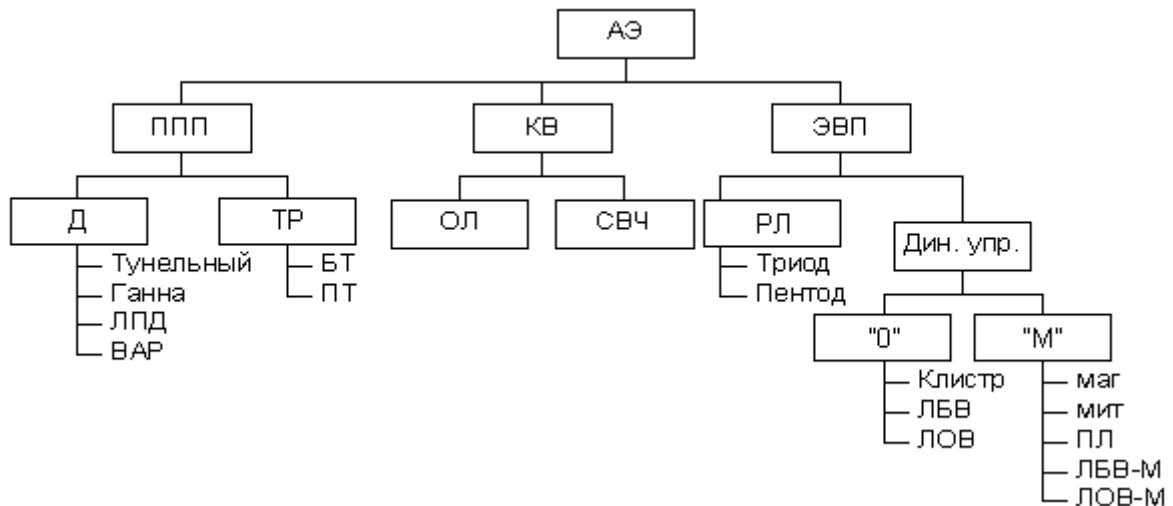 АЭ
ППП
КВ
ЭВП
Д
ТР
ОЛ
СВЧ
РЛ
Дин. упр.
Тунельный
Ганна
ЛПД
ВАР
БТ
ПТ
Триод
Пентод
"0"
"М"
Клистр
ЛБВ
ЛОВ
маг
мит
ПЛ
ЛБВ-М
ЛОВ-М